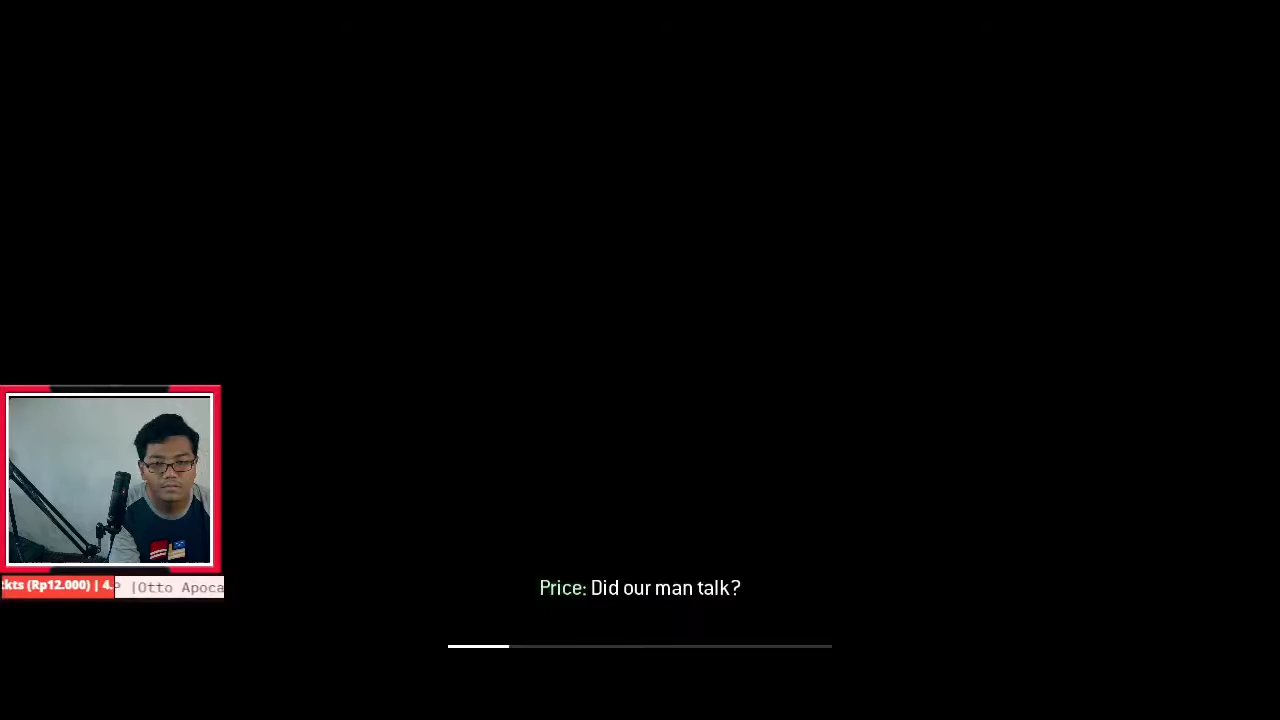 kts (Rp12.000) | 4.
P |Otto Apoca
Price: Did our man talk?